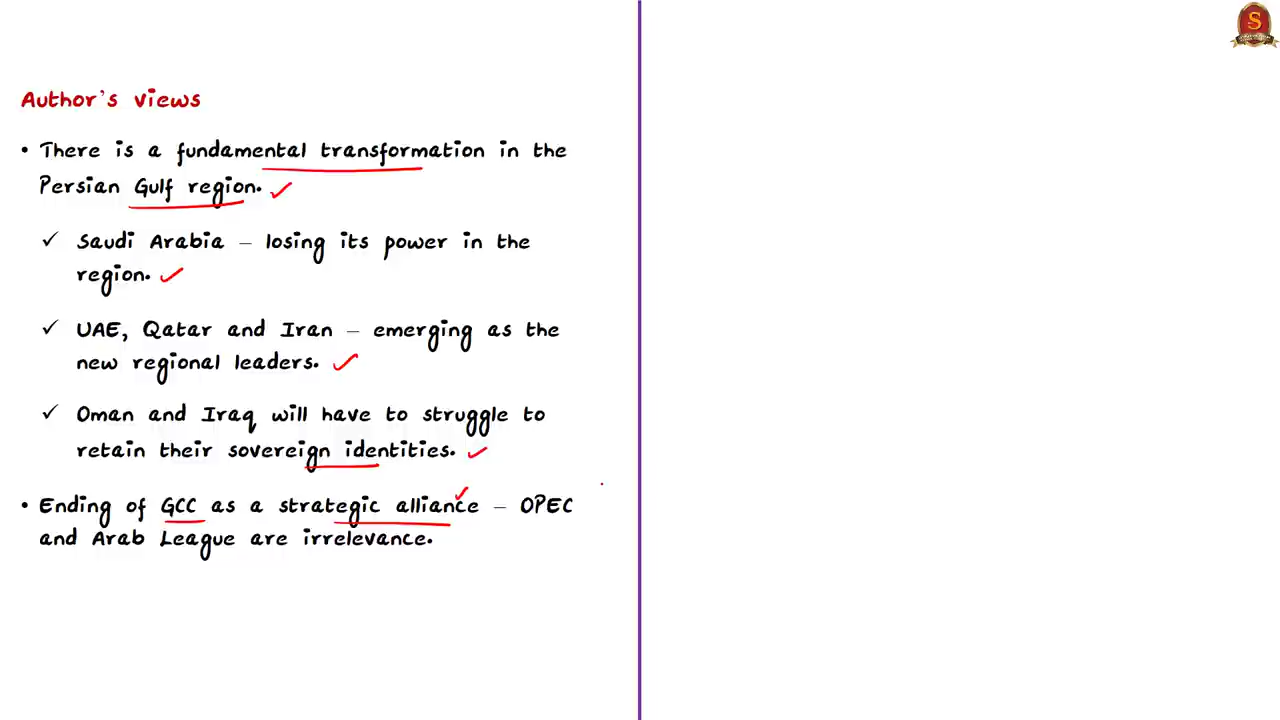 Author's views
• There is a fundamental transformation in the
Persian Gulf region.
✓ Saudi Arabia – losing its power in the
region.
✓ UAE, Qatar and Iran – emerging as the
new regional leaders.
✓ Oman and Iraq will have to struggle to
retain their sovereign identities.
• Ending of GCC as a strategic alliance – OPEC
and Arab League are irrelevance.
S